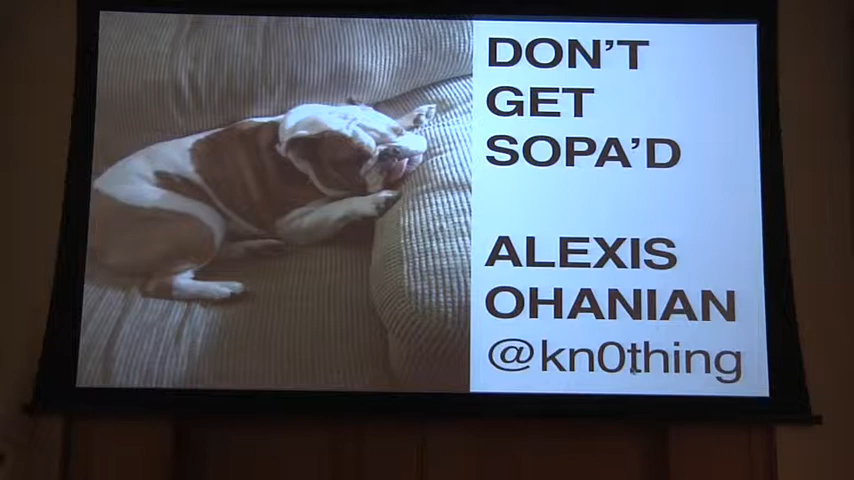 DON'T
GET
SOPA'D
ALEXIS
OHANIAN
@kn0thing